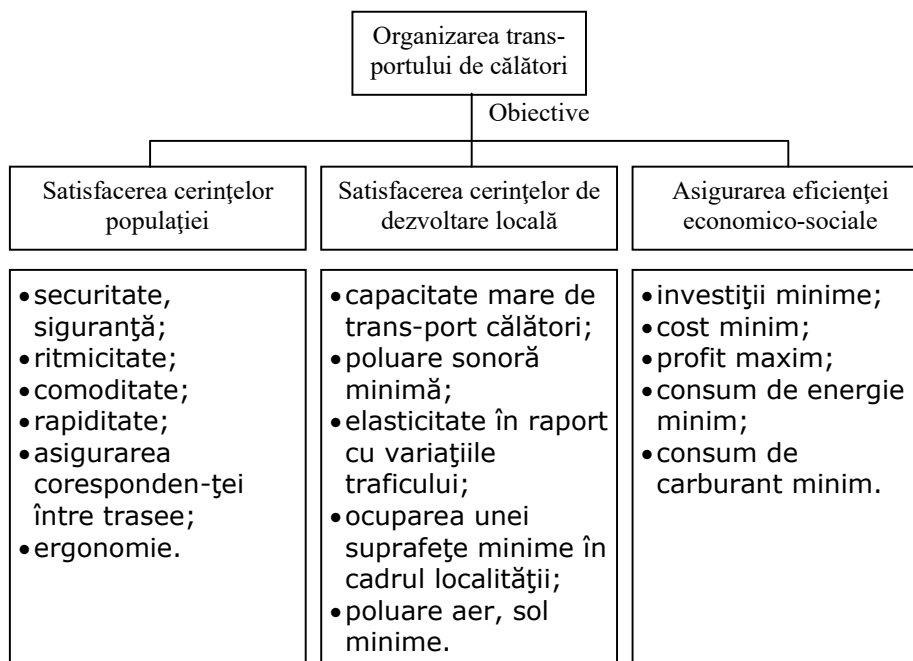 Organizarea trans-
portului de călători
Obiective
Satisfacerea cerinţelor
populaţiei
Satisfacerea cerinţelor de
dezvoltare locală
Asigurarea eficienţei
economico-sociale
•securitate,
siguranţă;
•ritmicitate;
•comoditate;
•rapiditate;
•asigurarea
coresponden-ţei
între trasee;
•ergonomie.
•capacitate mare de
trans-port călători;
•poluare sonoră
minimă;
•elasticitate în raport
cu variaţiile
traficului;
•ocuparea unei
suprafeţe minime în
cadrul localităţii;
•poluare aer, sol
minime.
•investiţii minime;
•cost minim;
•profit maxim;
•consum de energie
minim;
•consum de
carburant minim.